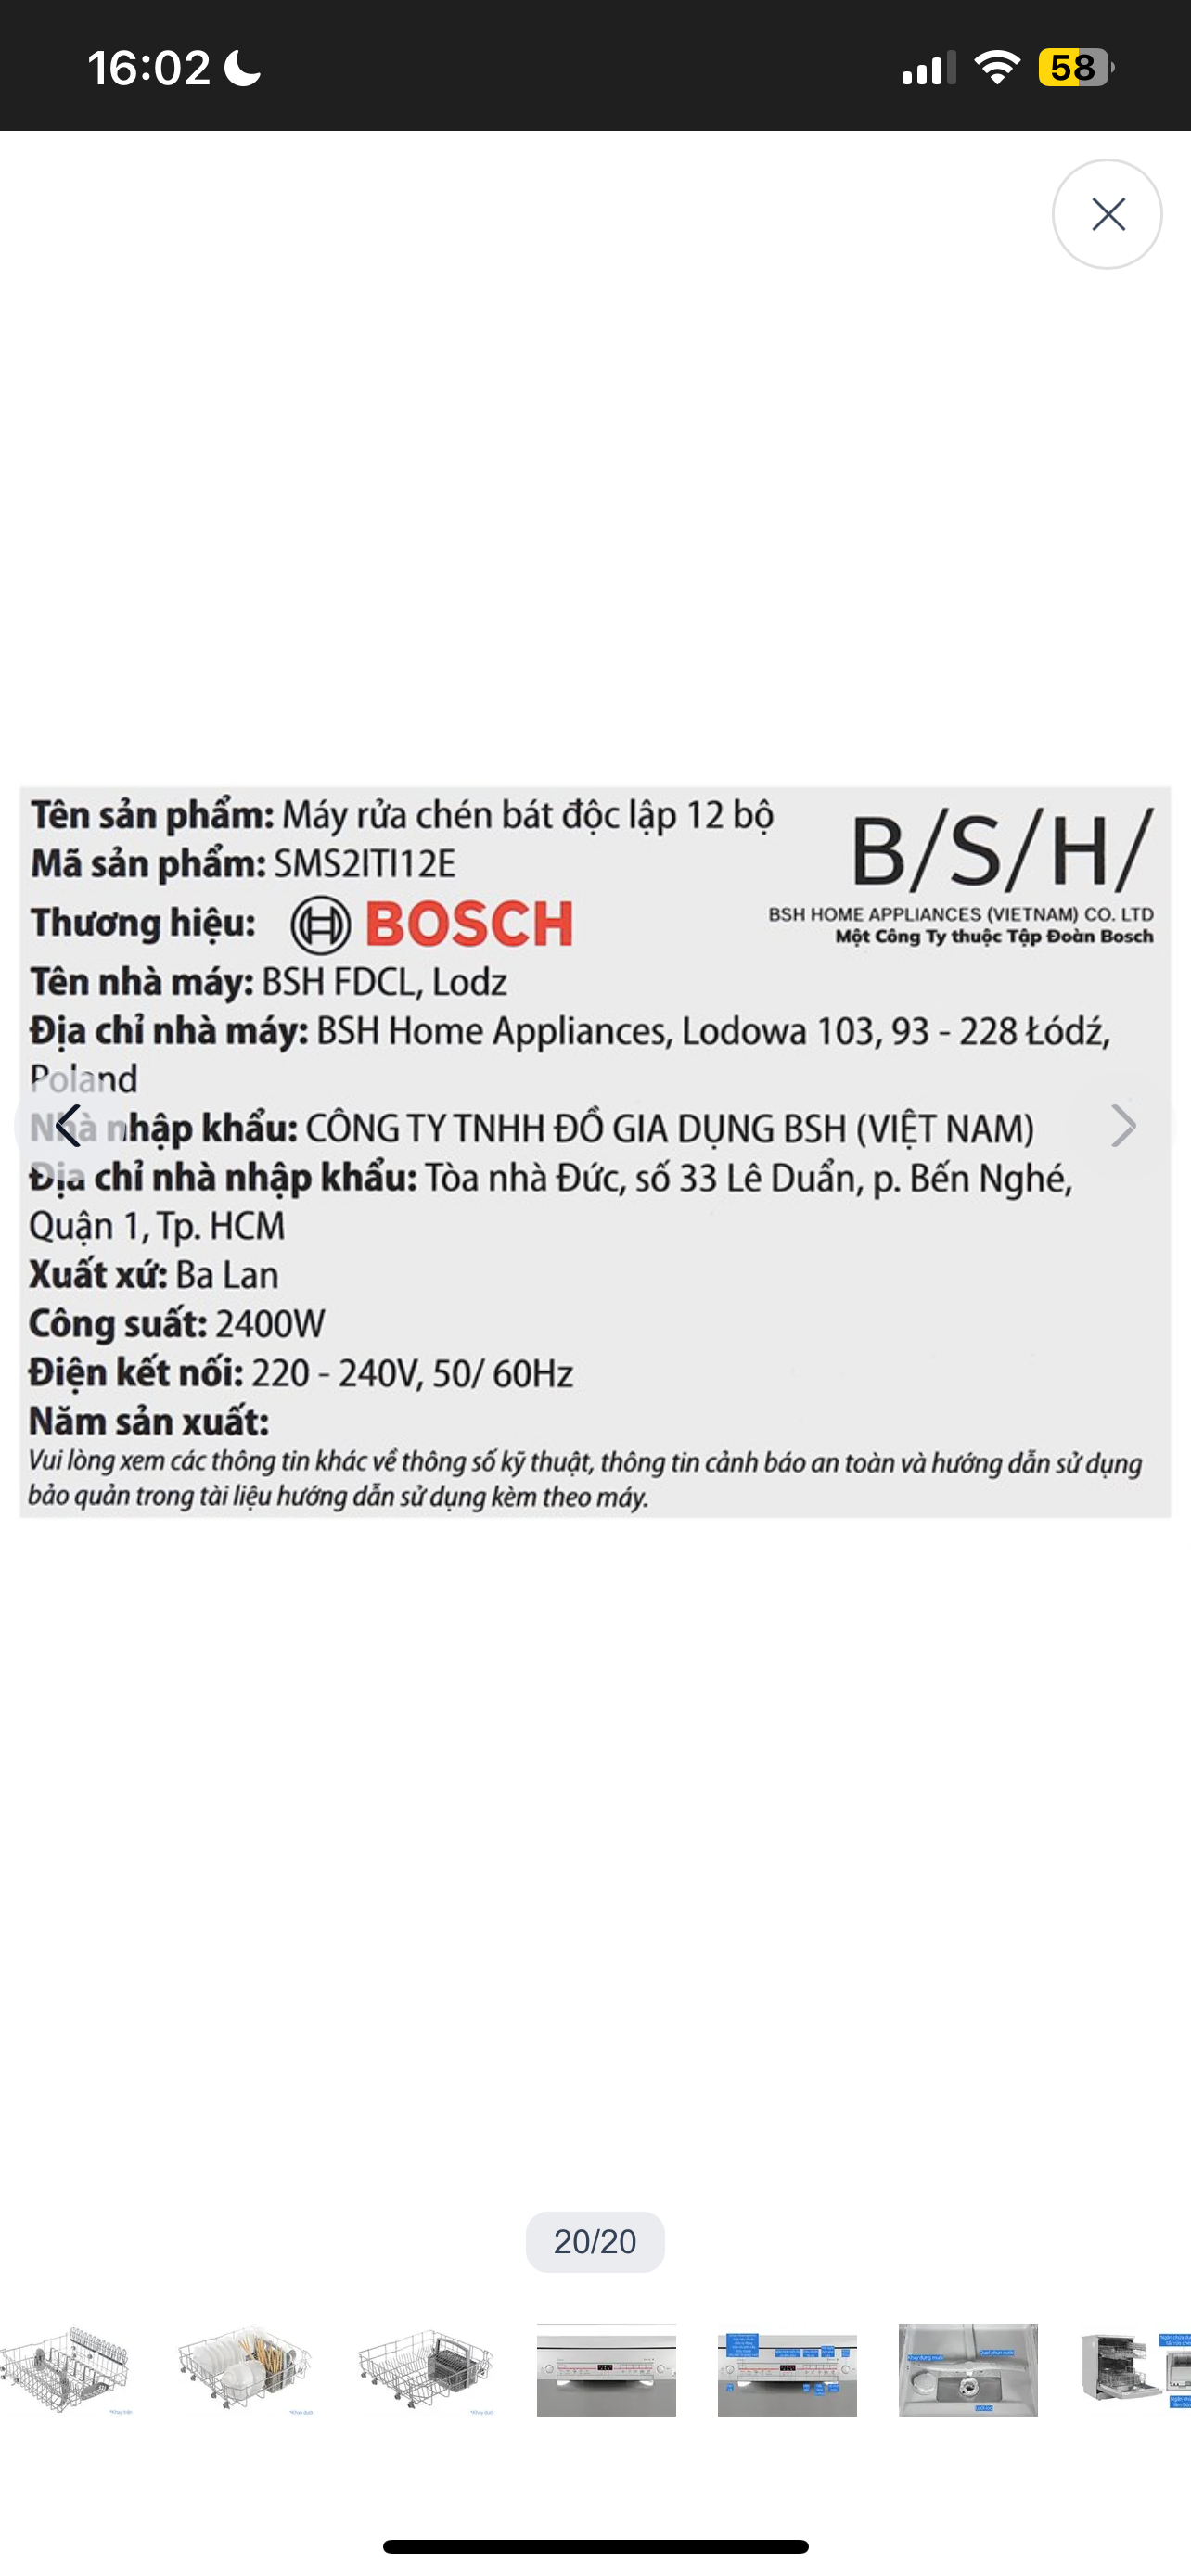 16:02
58
Tên sản phẩm: Máy rửa chén bát độc lập 12 bộ
Mã sản phẩm: SMS2ITI12E
Thương hiệu: BOSCH
B/S/H/
BSH HOME APPLIANCES (VIETNAM) CO. LTD
Một Công Ty thuộc Tập Đoàn Bosch
Tên nhà máy: BSH FDCL, Lodz
Địa chỉ nhà máy: BSH Home Appliances, Lodowa 103, 93 - 228 Łódź,
Poland
Nhà nhập khẩu: CÔNG TY TNHH ĐỒ GIA DỤNG BSH (VIỆT NAM)
Địa chỉ nhà nhập khẩu: Tòa nhà Đức, số 33 Lê Duẩn, p. Bến Nghé,
Quận 1, Tp. HCM
Xuất xứ: Ba Lan
Công suất: 2400W
Điện kết nối: 220 - 240V, 50/ 60Hz
Năm sản xuất:
Vui lòng xem các thông tin khác về thông số kỹ thuật, thông tin cảnh báo an toàn và hướng dẫn sử dụng
bảo quản trong tài liệu hướng dẫn sử dụng kèm theo máy.
20/20